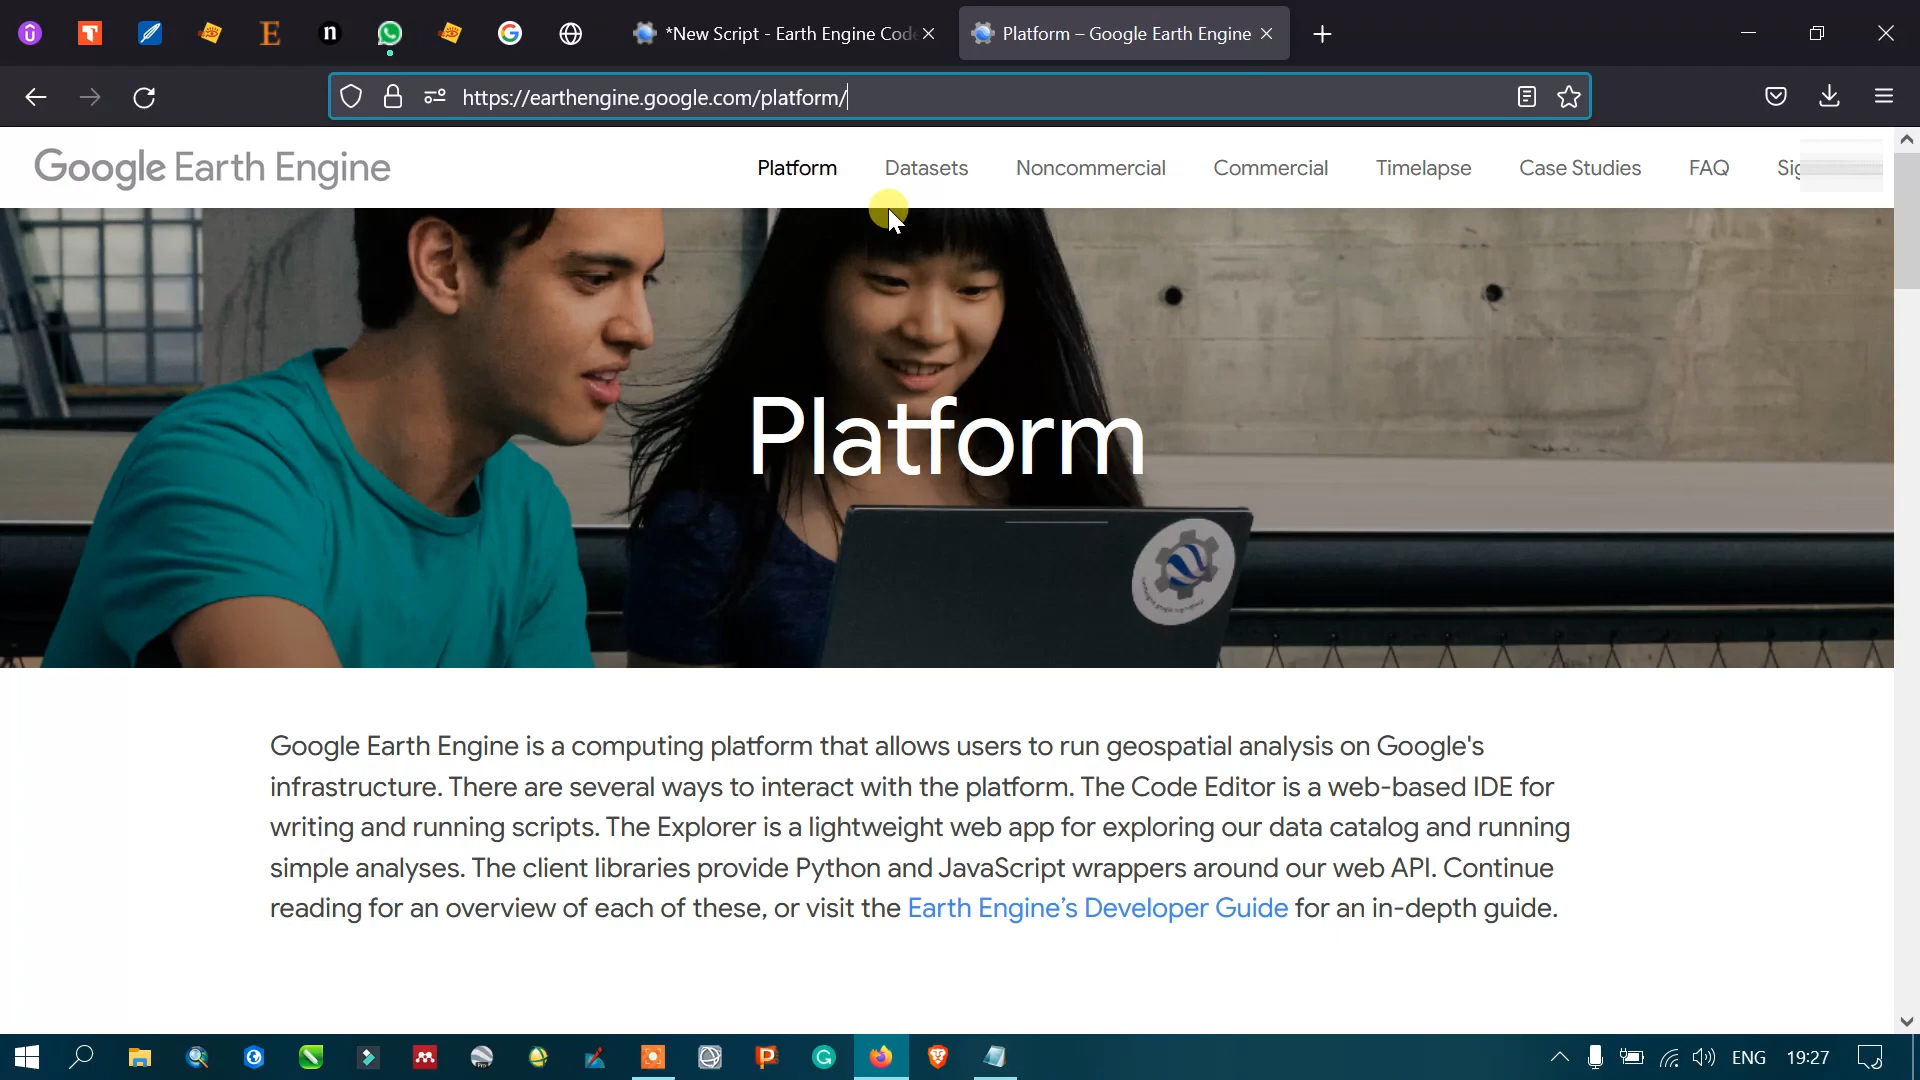 *New Script - Earth Engine Cod
Platform – Google Earth Engine
https://earthengine.google.com/platform/
Google Earth Engine
Platform
Datasets
Noncommercial
Commercial
Timelapse
Case Studies
FAQ
Platform
Google Earth Engine is a computing platform that allows users to run geospatial analysis on Google's
infrastructure. There are several ways to interact with the platform. The Code Editor is a web-based IDE for
writing and running scripts. The Explorer is a lightweight web app for exploring our data catalog and running
simple analyses. The client libraries provide Python and JavaScript wrappers around our web API. Continue
reading for an overview of each of these, or visit the Earth Engine’s Developer Guide for an in-depth guide.
ENG
19:27